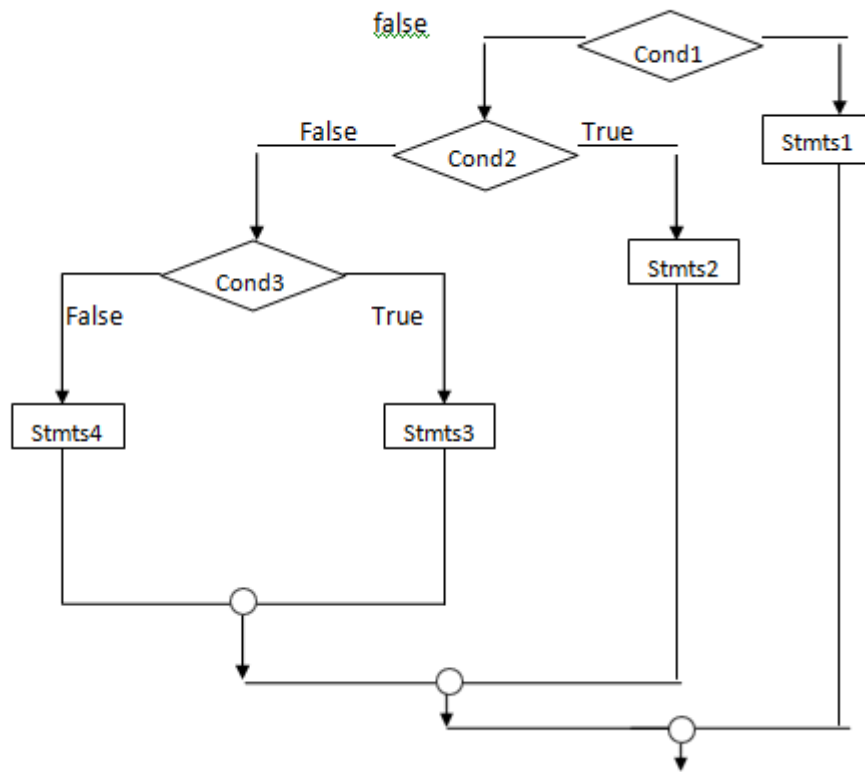 false
Cond1
Stmts1
False
Cond2
True
Stmts2
Cond3
False
True
Stmts4
Stmts3